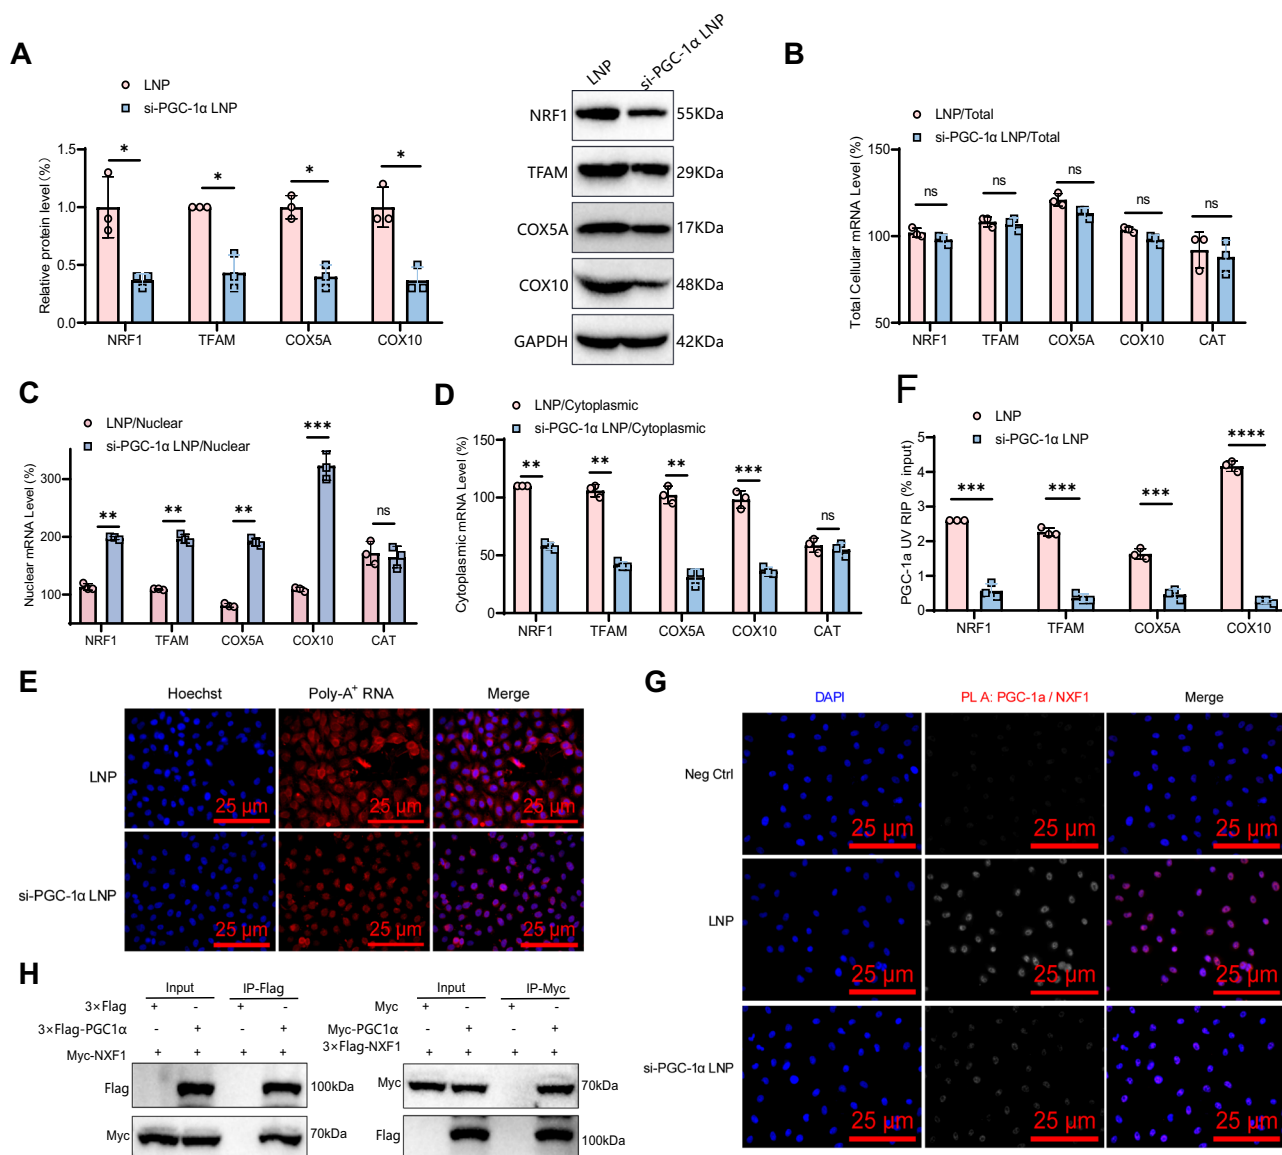 A
LNP
si-PGC-1α LNP
Relative protein level (%)
1.5
1.0
0.5
0.0
* * * *
NRF1 TFAM COX5A COX10
LNP si-PGC-1α LNP
NRF1 55KDa
TFAM 29KDa
COX5A 17KDa
COX10 48KDa
GAPDH 42KDa
B
LNP/Total
si-PGC-1α LNP/Total
Total Cellular mRNA Level (%)
150
100
50
ns ns ns ns ns
NRF1 TFAM COX5A COX10 CAT
C
LNP/Nuclear
si-PGC-1α LNP/Nuclear
Nuclear mRNA Level (%)
300
200
100
** ** ** *** ns
NRF1 TFAM COX5A COX10 CAT
D
LNP/Cytoplasmic
si-PGC-1α LNP/Cytoplasmic
Cytoplasmic mRNA Level (%)
150
100
50
0
** ** ** *** ns
NRF1 TFAM COX5A COX10 CAT
F
LNP
si-PGC-1α LNP
PGC-1a UV RIP (% input)
5
4
3
2
1
0
*** *** *** ****
NRF1 TFAM COX5A COX10
E
Hoechst Poly-A+ RNA Merge
LNP
25 μm 25 μm 25 μm
si-PGC-1α LNP
25 μm 25 μm 25 μm
G
DAPI PL A: PGC-1a / NXF1 Merge
Neg Ctrl
25 μm 25 μm 25 μm
LNP
25 μm 25 μm 25 μm
si-PGC-1α LNP
25 μm 25 μm 25 μm
H
Input IP-Flag
3×Flag + - + -
3×Flag-PGC1α - + - +
Myc-NXF1 + + + +
Flag 100kDa
Myc 70kDa
Input IP-Myc
Myc + - + -
Myc-PGC1α - + - +
3×Flag-NXF1 + + + +
Myc 70kDa
Flag 100kDa